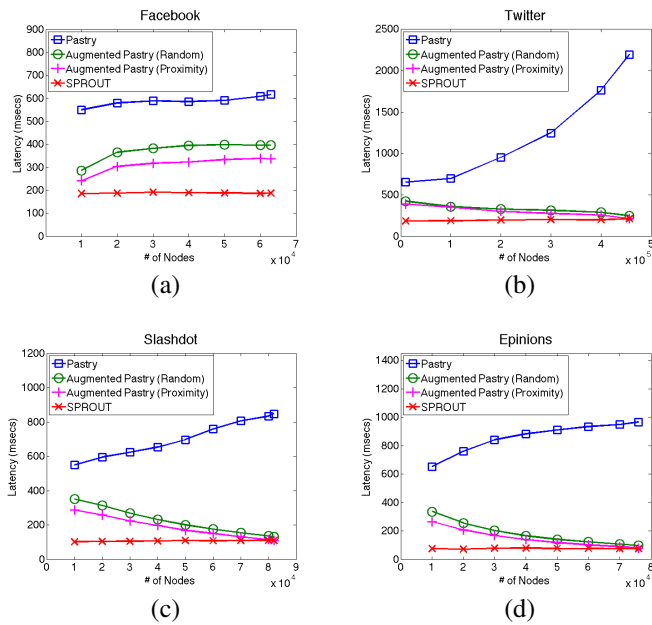 Facebook
900
800
700
600
500
400
300
200
100
0
Latency (msecs)
Pastry
Augmented Pastry (Random)
Augmented Pastry (Proximity)
SPROUT
0 1 2 3 4 5 6 7
# of Nodes
x 10^4
(a)
Twitter
2500
2000
1500
1000
500
0
Latency (msecs)
Pastry
Augmented Pastry (Random)
Augmented Pastry (Proximity)
SPROUT
0 1 2 3 4 5
# of Nodes
x 10^5
(b)
Slashdot
1200
1000
800
600
400
200
0
Latency (msecs)
Pastry
Augmented Pastry (Random)
Augmented Pastry (Proximity)
SPROUT
0 1 2 3 4 5 6 7 8 9
# of Nodes
x 10^4
(c)
Epinions
1400
1200
1000
800
600
400
200
0
Latency (msecs)
Pastry
Augmented Pastry (Random)
Augmented Pastry (Proximity)
SPROUT
0 1 2 3 4 5 6 7 8
# of Nodes
x 10^4
(d)